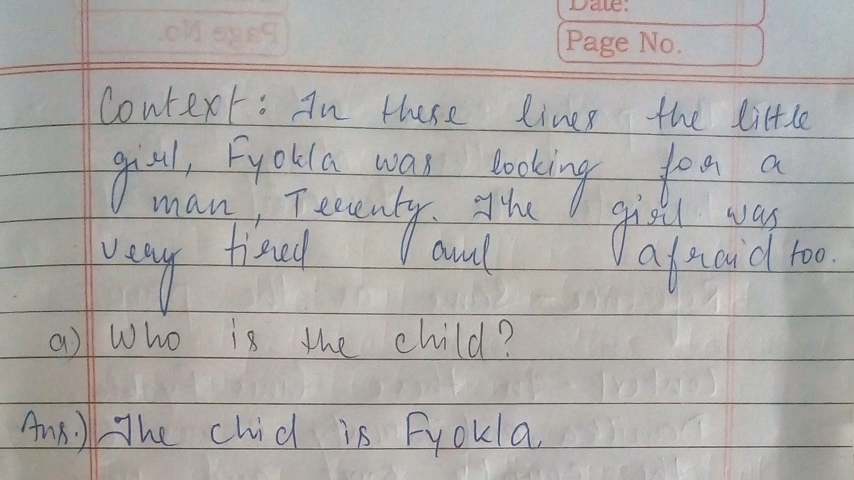 Date:
Page No.
Context: In these lines the little
girl, Fyokla was looking for a
man, Terenty. The girl was
very tired and afraid too.
a) Who is the child?
Ans.) The chid is Fyokla.